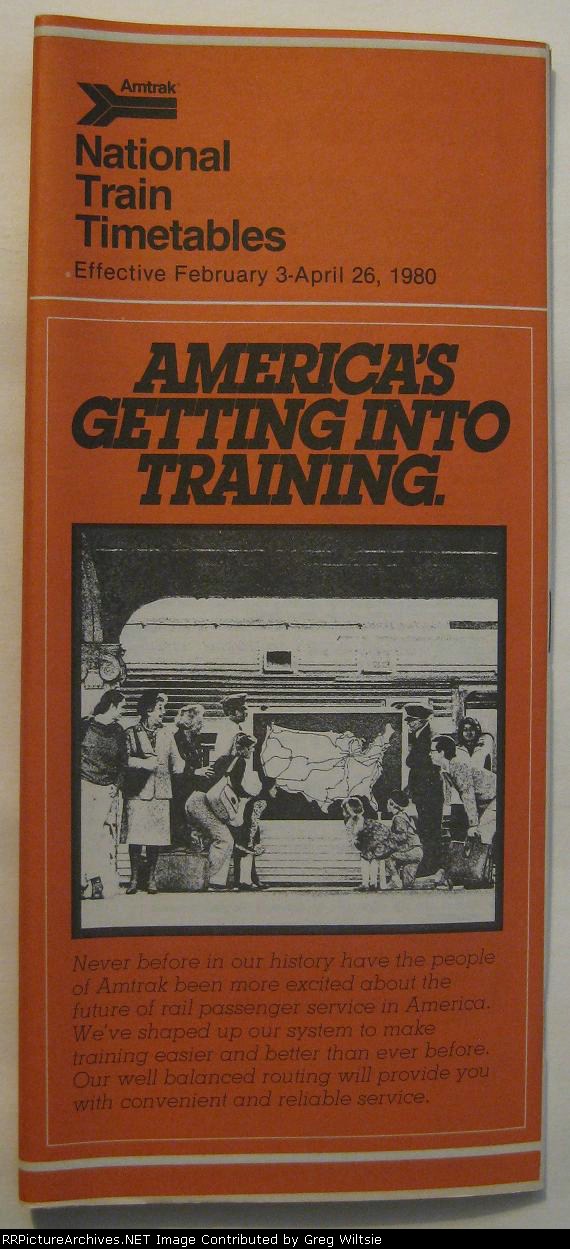 Amtrak
National
Train
Timetables
Effective February 3-April 26, 1980
AMERICA'S
GETTING INTO
TRAINING.
Never before in our history have the people
of Amtrak been more excited about the
future of rail passenger service in America.
We've shaped up our system to make
training easier and better than ever before.
Our well balanced routing will provide you
with convenient and reliable service.
RRPictureArchives.NET Image Contributed by Greg Wiltsie